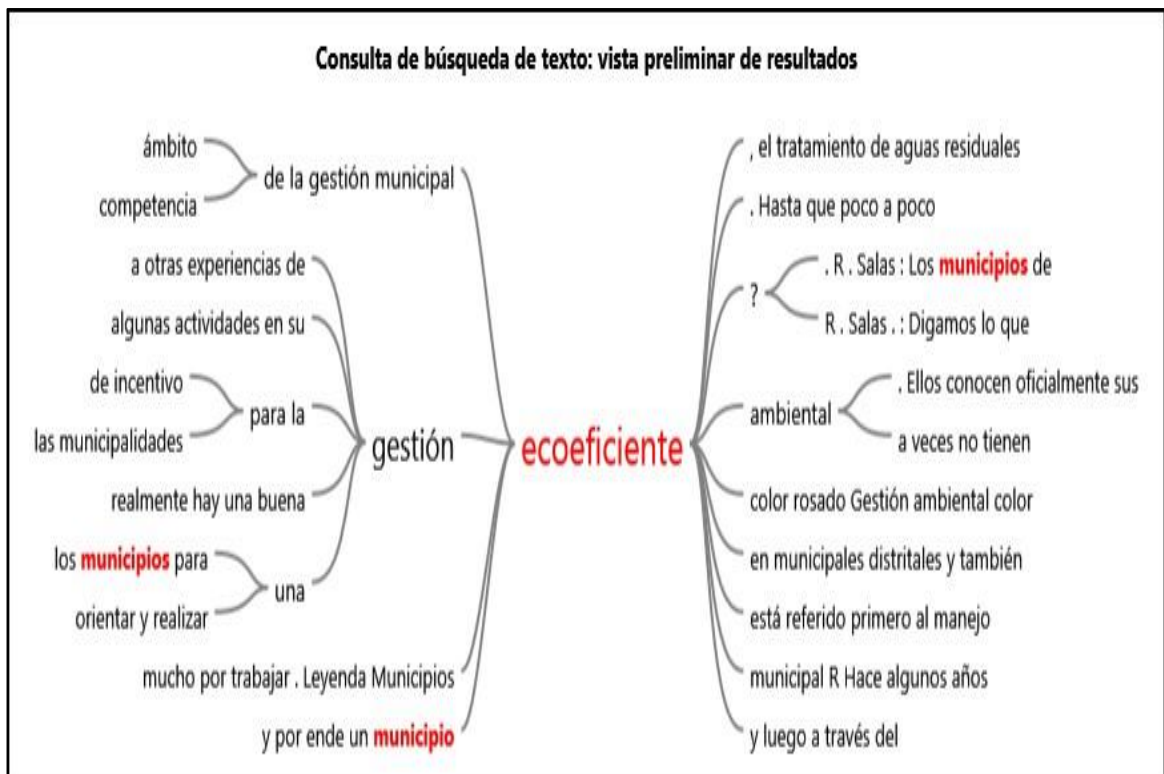 Consulta de búsqueda de texto: vista preliminar de resultados
ámbito
competencia
de la gestión municipal
a otras experiencias de
algunas actividades en su
de incentivo
las municipalidades
para la
realmente hay una buena
los municipios para
orientar y realizar
una
gestión
mucho por trabajar . Leyenda Municipios
y por ende un municipio
ecoeficiente
, el tratamiento de aguas residuales
. Hasta que poco a poco
?
. R . Salas : Los municipios de
R . Salas . : Digamos lo que
ambiental
. Ellos conocen oficialmente sus
a veces no tienen
color rosado Gestión ambiental color
en municipales distritales y también
está referido primero al manejo
municipal R Hace algunos años
y luego a través del